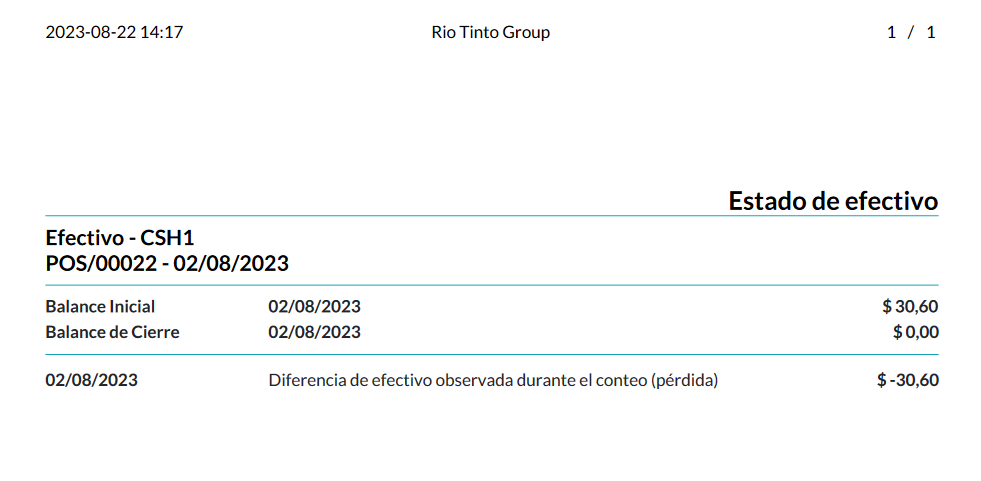 2023-08-22 14:17 Rio Tinto Group 1 / 1
Estado de efectivo
Efectivo - CSH1
POS/00022 - 02/08/2023
Balance Inicial 02/08/2023 $ 30,60
Balance de Cierre 02/08/2023 $ 0,00
02/08/2023 Diferencia de efectivo observada durante el conteo (pérdida) $ -30,60